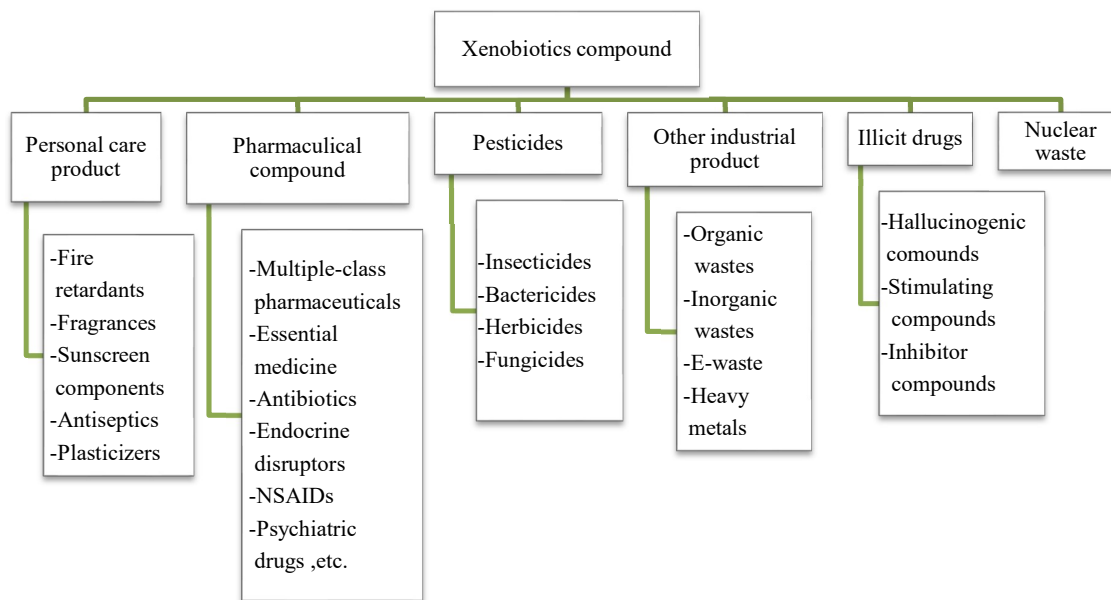 Xenobiotics compound
Personal care
product
Pharmaculical
compound
Pesticides
Other industrial
product
Illicit drugs
Nuclear
waste
-Fire
retardants
-Fragrances
-Sunscreen
components
-Antiseptics
-Plasticizers
-Multiple-class
pharmaceuticals
-Essential
medicine
-Antibiotics
-Endocrine
disruptors
-NSAIDs
-Psychiatric
drugs ,etc.
-Insecticides
-Bactericides
-Herbicides
-Fungicides
-Organic
wastes
-Inorganic
wastes
-E-waste
-Heavy
metals
-Hallucinogenic
comounds
-Stimulating
compounds
-Inhibitor
compounds